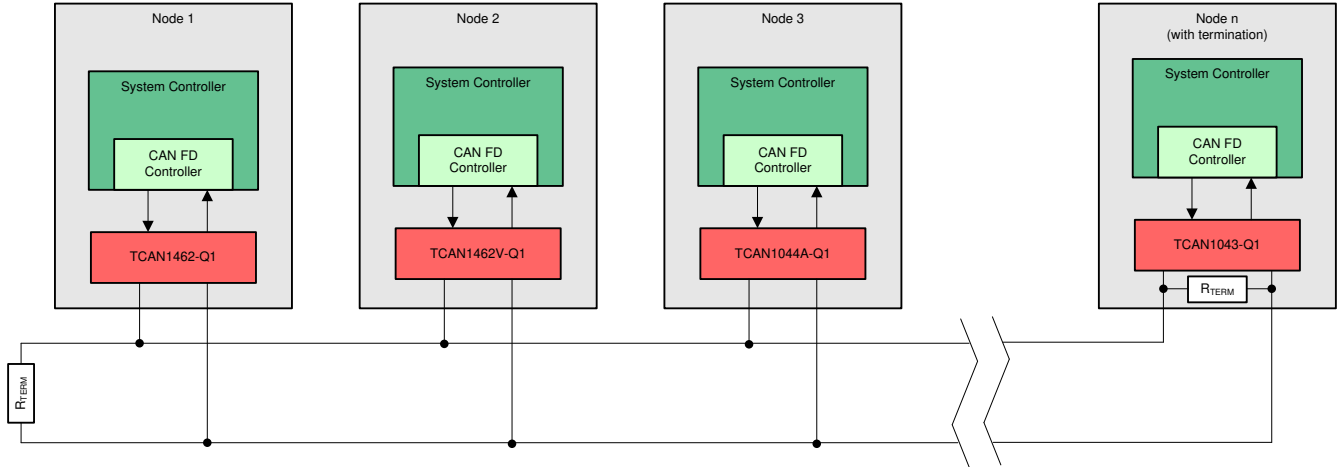 Node 1
System Controller
CAN FD
Controller
TCAN1462-Q1
Node 2
System Controller
CAN FD
Controller
TCAN1462V-Q1
Node 3
System Controller
CAN FD
Controller
TCAN1044A-Q1
Node n
(with termination)
System Controller
CAN FD
Controller
TCAN1043-Q1
RTERM
RTERM